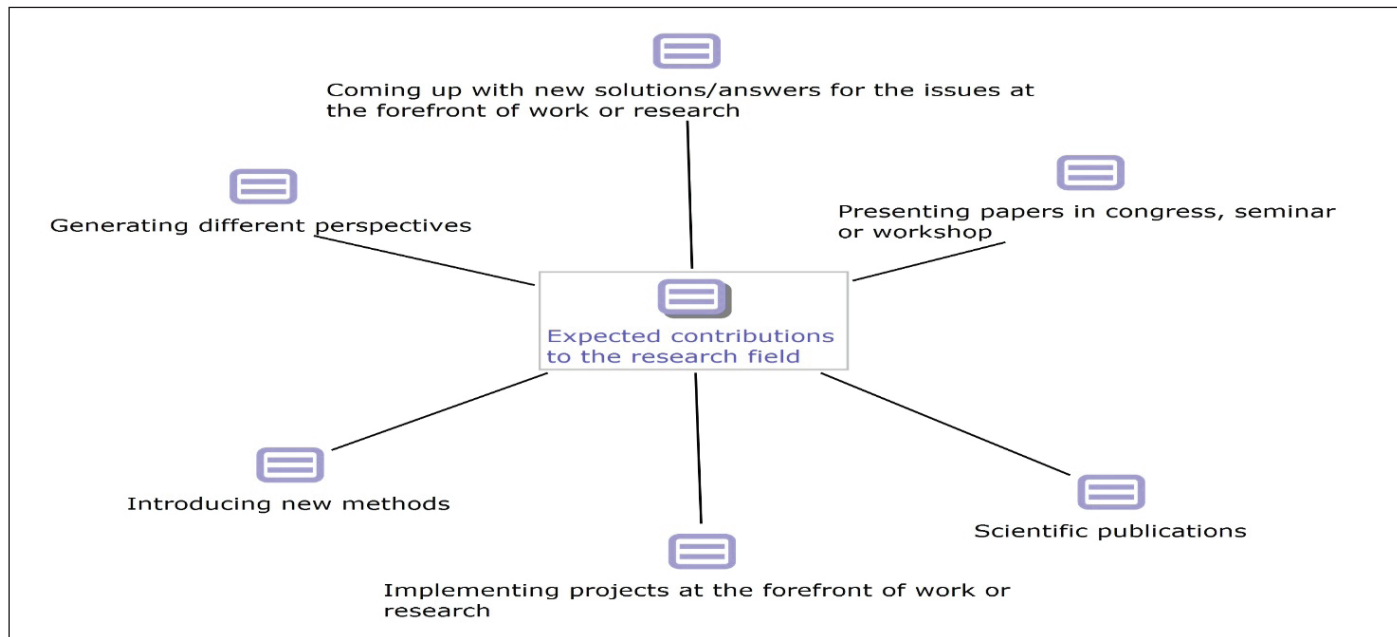 Coming up with new solutions/answers for the issues at
the forefront of work or research
Generating different perspectives
Presenting papers in congress, seminar
or workshop
Expected contributions
to the research field
Introducing new methods
Scientific publications
Implementing projects at the forefront of work or
research